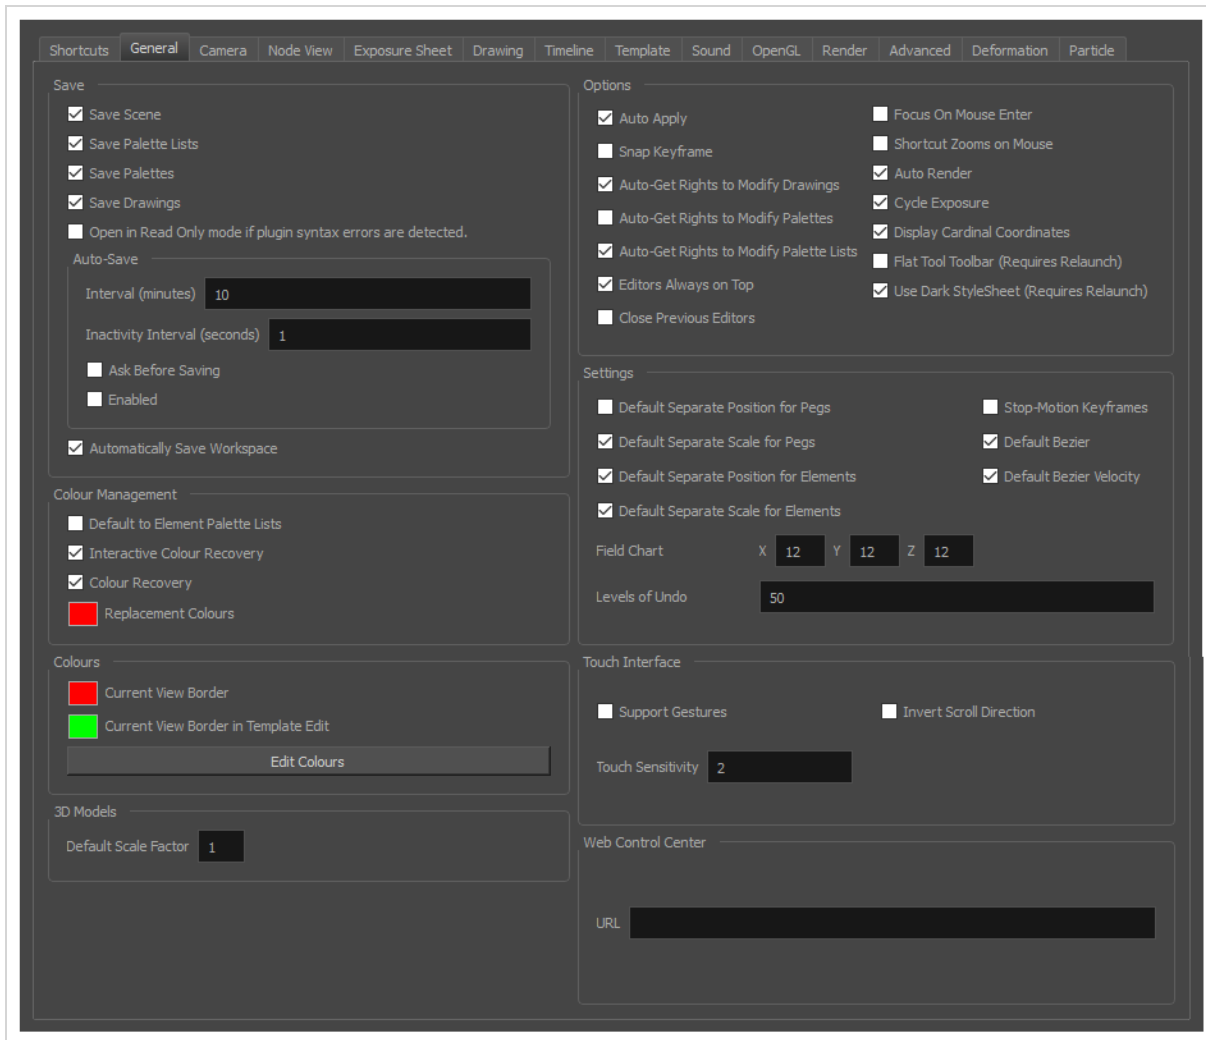 Shortcuts General Camera Node View Exposure Sheet Drawing Timeline Template Sound OpenGL Render Advanced Deformation Particle
Save
Save Scene
Save Palette Lists
Save Palettes
Save Drawings
Open in Read Only mode if plugin syntax errors are detected.
Auto-Save
Interval (minutes) 10
Inactivity Interval (seconds) 1
Ask Before Saving
Enabled
Automatically Save Workspace
Colour Management
Default to Element Palette Lists
Interactive Colour Recovery
Colour Recovery
Replacement Colours
Colours
Current View Border
Current View Border in Template Edit
Edit Colours
3D Models
Default Scale Factor 1
Options
Auto Apply
Snap Keyframe
Auto-Get Rights to Modify Drawings
Auto-Get Rights to Modify Palettes
Auto-Get Rights to Modify Palette Lists
Editors Always on Top
Close Previous Editors
Focus On Mouse Enter
Shortcut Zooms on Mouse
Auto Render
Cycle Exposure
Display Cardinal Coordinates
Flat Tool Toolbar (Requires Relaunch)
Use Dark StyleSheet (Requires Relaunch)
Settings
Default Separate Position for Pegs
Default Separate Scale for Pegs
Default Separate Position for Elements
Default Separate Scale for Elements
Stop-Motion Keyframes
Default Bezier
Default Bezier Velocity
Field Chart X 12 Y 12 Z 12
Levels of Undo 50
Touch Interface
Support Gestures Invert Scroll Direction
Touch Sensitivity 2
Web Control Center
URL